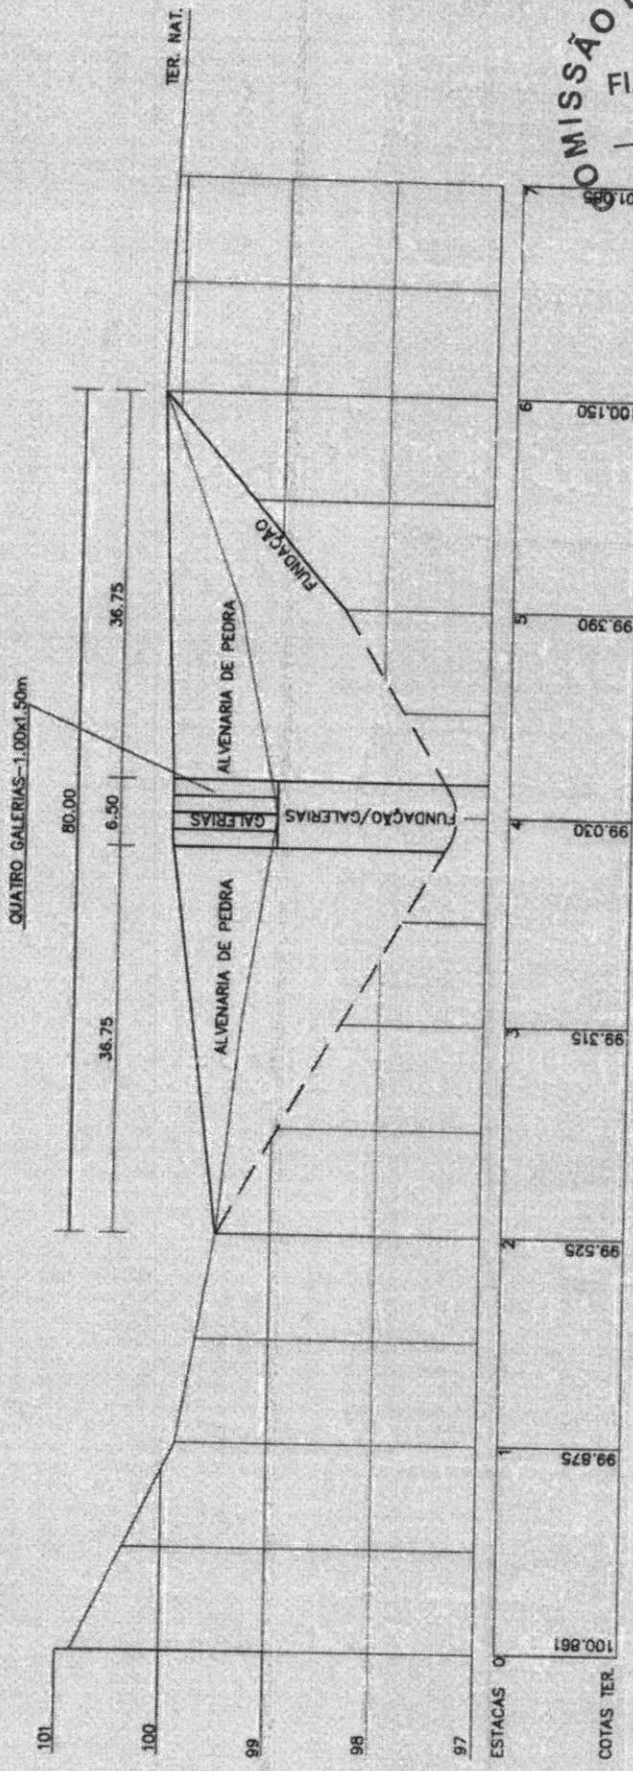 QUATRO GALERIAS-1.00x1.50m
80.00
36.75
6.50
36.75
TER. NAT.
101
100
99
98
97
ALVENARIA DE PEDRA
GALERIAS
ALVENARIA DE PEDRA
FUNDAÇÃO/GALERIAS
FUNDAÇÃO
ESTACAS 0 1 2 3 4 5 6 7
COTAS TER. 100.861 99.875 99.525 99.315 99.030 99.390 100.150
OMISSÃO